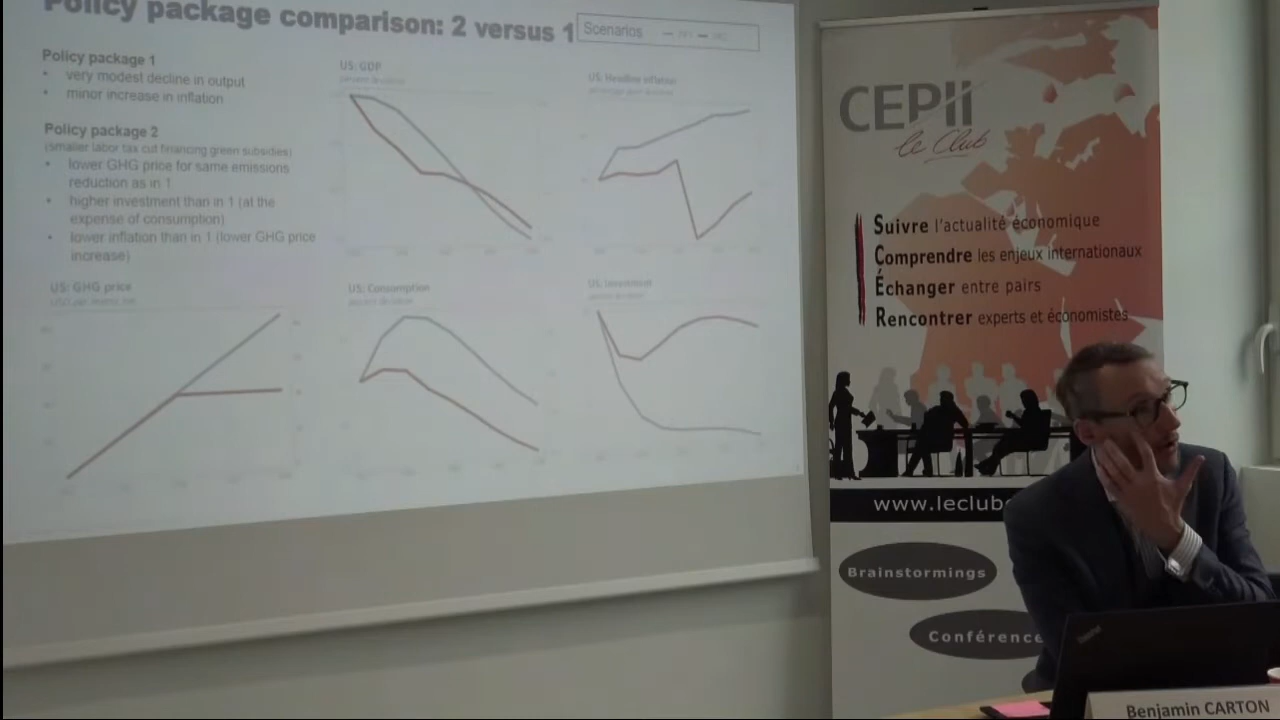 Policy package comparison: 2 versus 1
Scenarios
Policy package 1
• very modest decline in output
• minor increase in inflation
Policy package 2
(Smaller labor tax cut financing green subsidies)
• lower GHG price for same emissions
reduction as in 1
• higher investment than in 1 (at the
expense of consumption)
• lower inflation than in 1 (lower GHG price
increase)
US: GDP
US: Headline inflation
US: GHG price
US: Consumption
US: Investment
CEPII
le Club
Suivre l'actualité économique
Comprendre les enjeux internationaux
Échanger entre pairs
Rencontrer experts et économistes
www.leclub
Brainstormings
Conférence
ThinkPad
Benjamin CARTON